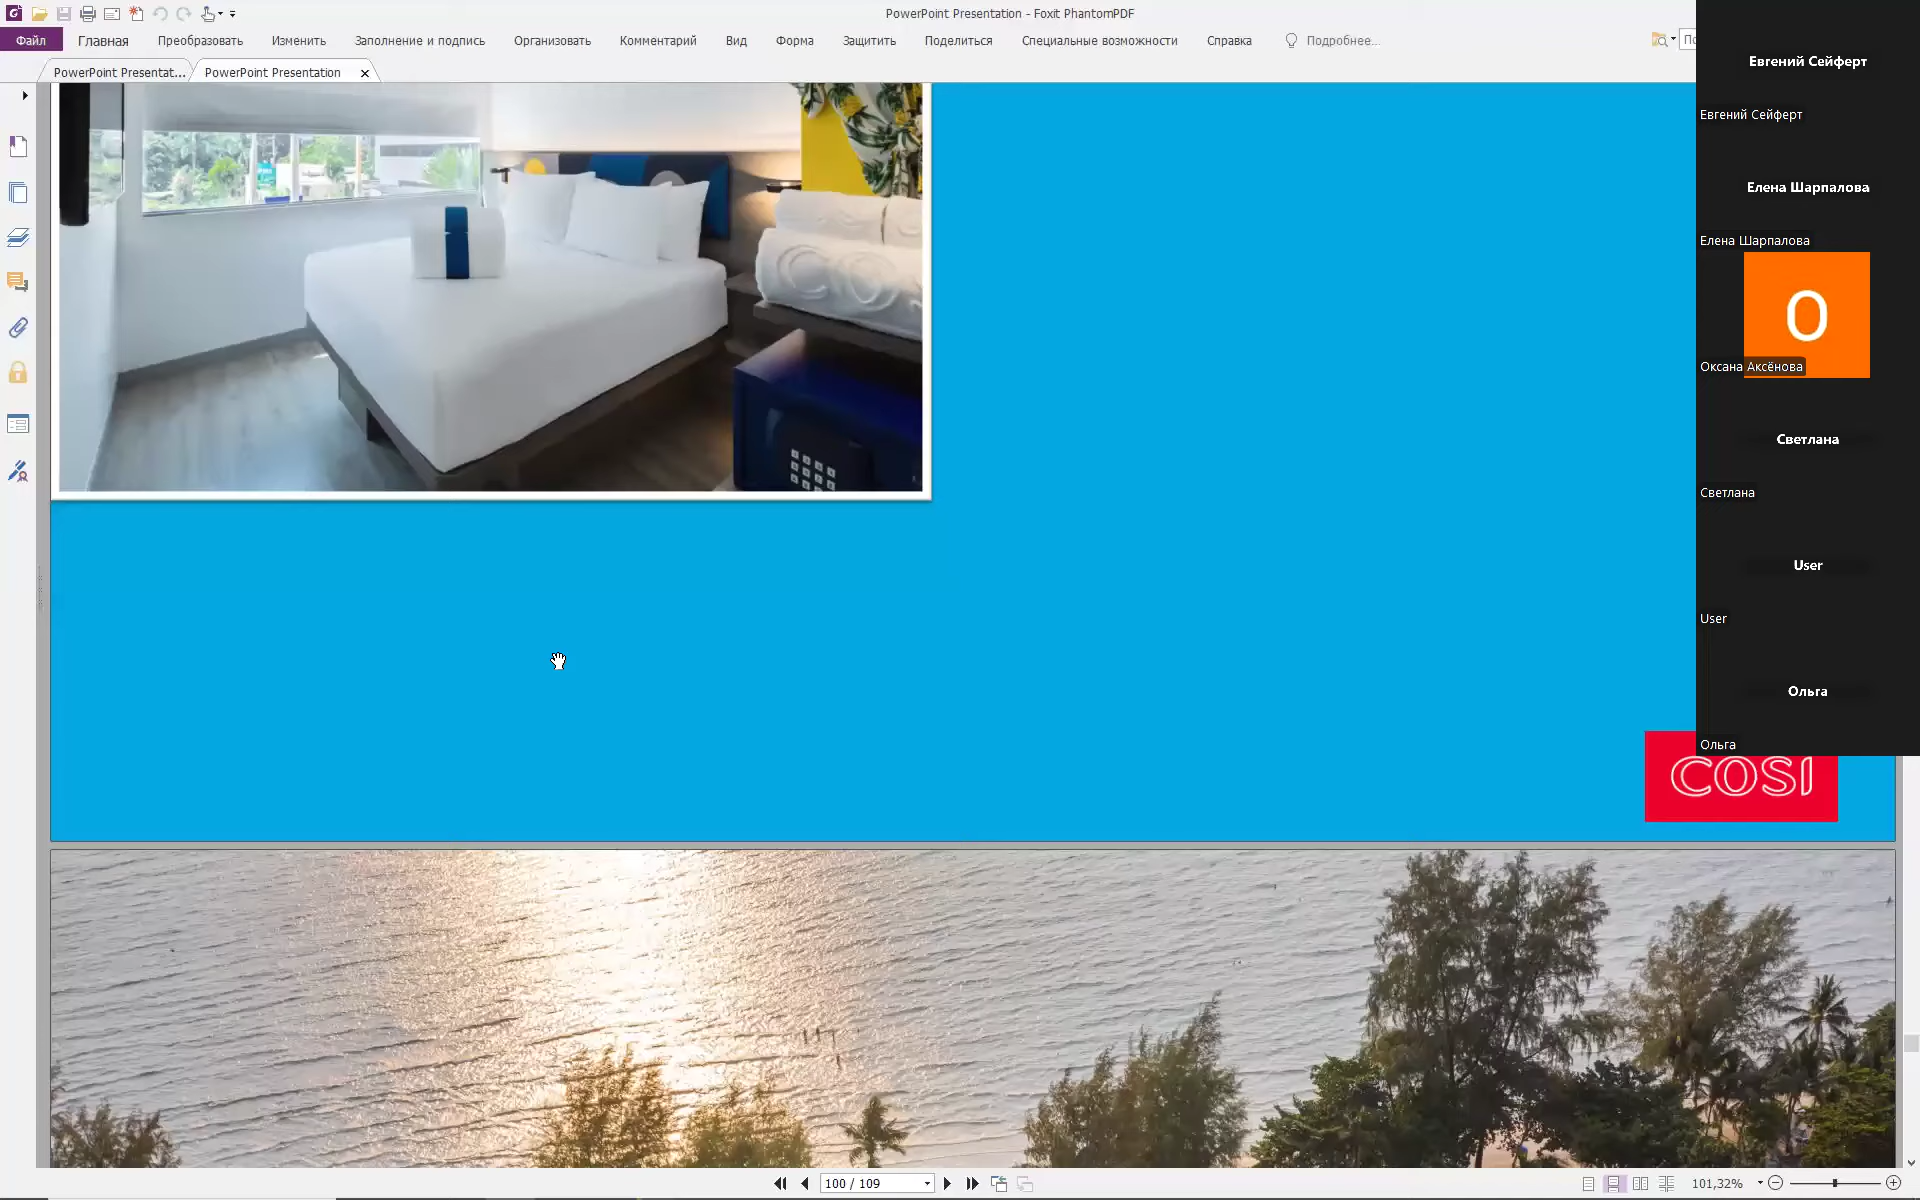 PowerPoint Presentation - Foxit PhantomPDF
Файл Главная Преобразовать Изменить Заполнение и подпись Организовать Комментарий Вид Форма Защитить Поделиться Специальные возможности Справка Подробнее...
PowerPoint Presentat... PowerPoint Presentation
Евгений Сейферт
Евгений Сейферт
Елена Шарпалова
Елена Шарпалова
О
Оксана Аксёнова
Светлана
Светлана
User
User
Ольга
Ольга
COSI
100 / 109
101,32%